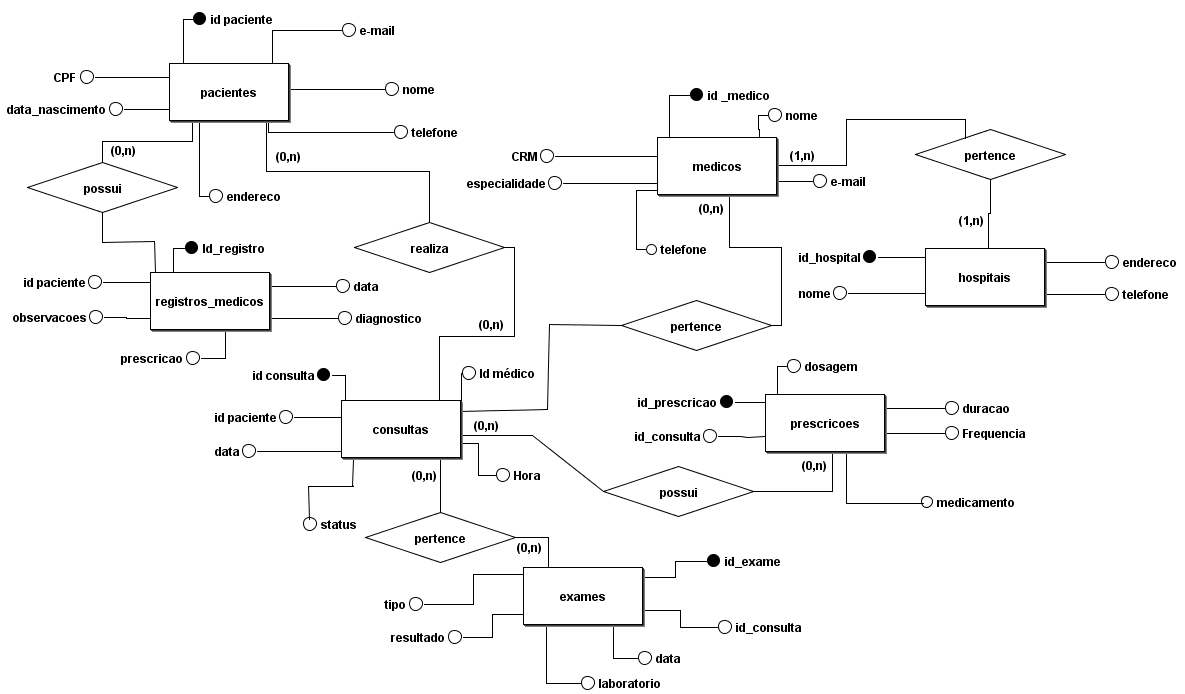 id paciente
e-mail
CPF
pacientes
nome
data_nascimento
telefone
(0,n)
(0,n)
possui
endereco
realiza
Id_registro
id paciente
registros_medicos
data
observacoes
diagnostico
prescricao
(0,n)
id _medico
nome
CRM
medicos
(1,n)
pertence
especialidade
e-mail
(0,n)
telefone
(1,n)
id_hospital
hospitais
endereco
nome
telefone
pertence
id consulta
Id médico
id paciente
consultas
(0,n)
data
(0,n)
Hora
status
dosagem
id_prescricao
prescricoes
duracao
id_consulta
Frequencia
(0,n)
possui
medicamento
pertence
(0,n)
id_exame
tipo
exames
resultado
id_consulta
data
laboratorio